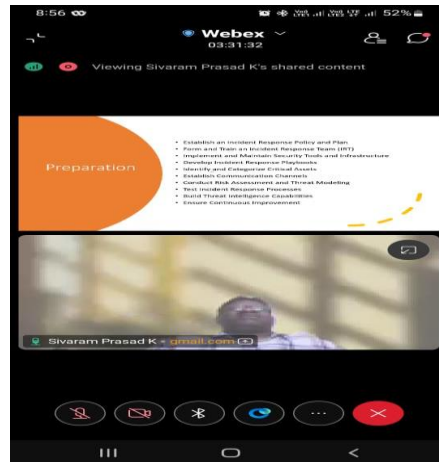 8:56
52%
Webex
03:31:32
Viewing Sivaram Prasad K's shared content
Preparation
• Establish an Incident Response Policy and Plan
• Form and Train an Incident Response Team (IRT)
• Implement and Maintain Security Tools and Infrastructure
• Develop Incident Response Playbooks
• Identify and Categorize Critical Assets
• Establish Communication Channels
• Conduct Risk Assessment and Threat Modeling
• Test Incident Response Processes
• Build Threat Intelligence Capabilities
• Ensure Continuous Improvement
Sivaram Prasad K - gmail.com